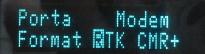 Porta Modem
Format RTK CMR+